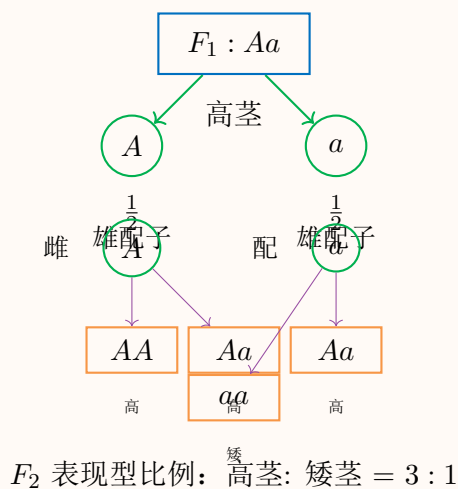 F₁ : Aa
高茎
A a
1/2 1/2
雄配子 雄配子
雌 A 配 a
AA Aa Aa
aa
高 高 高
矮
F₂ 表现型比例：高茎: 矮茎 = 3 : 1